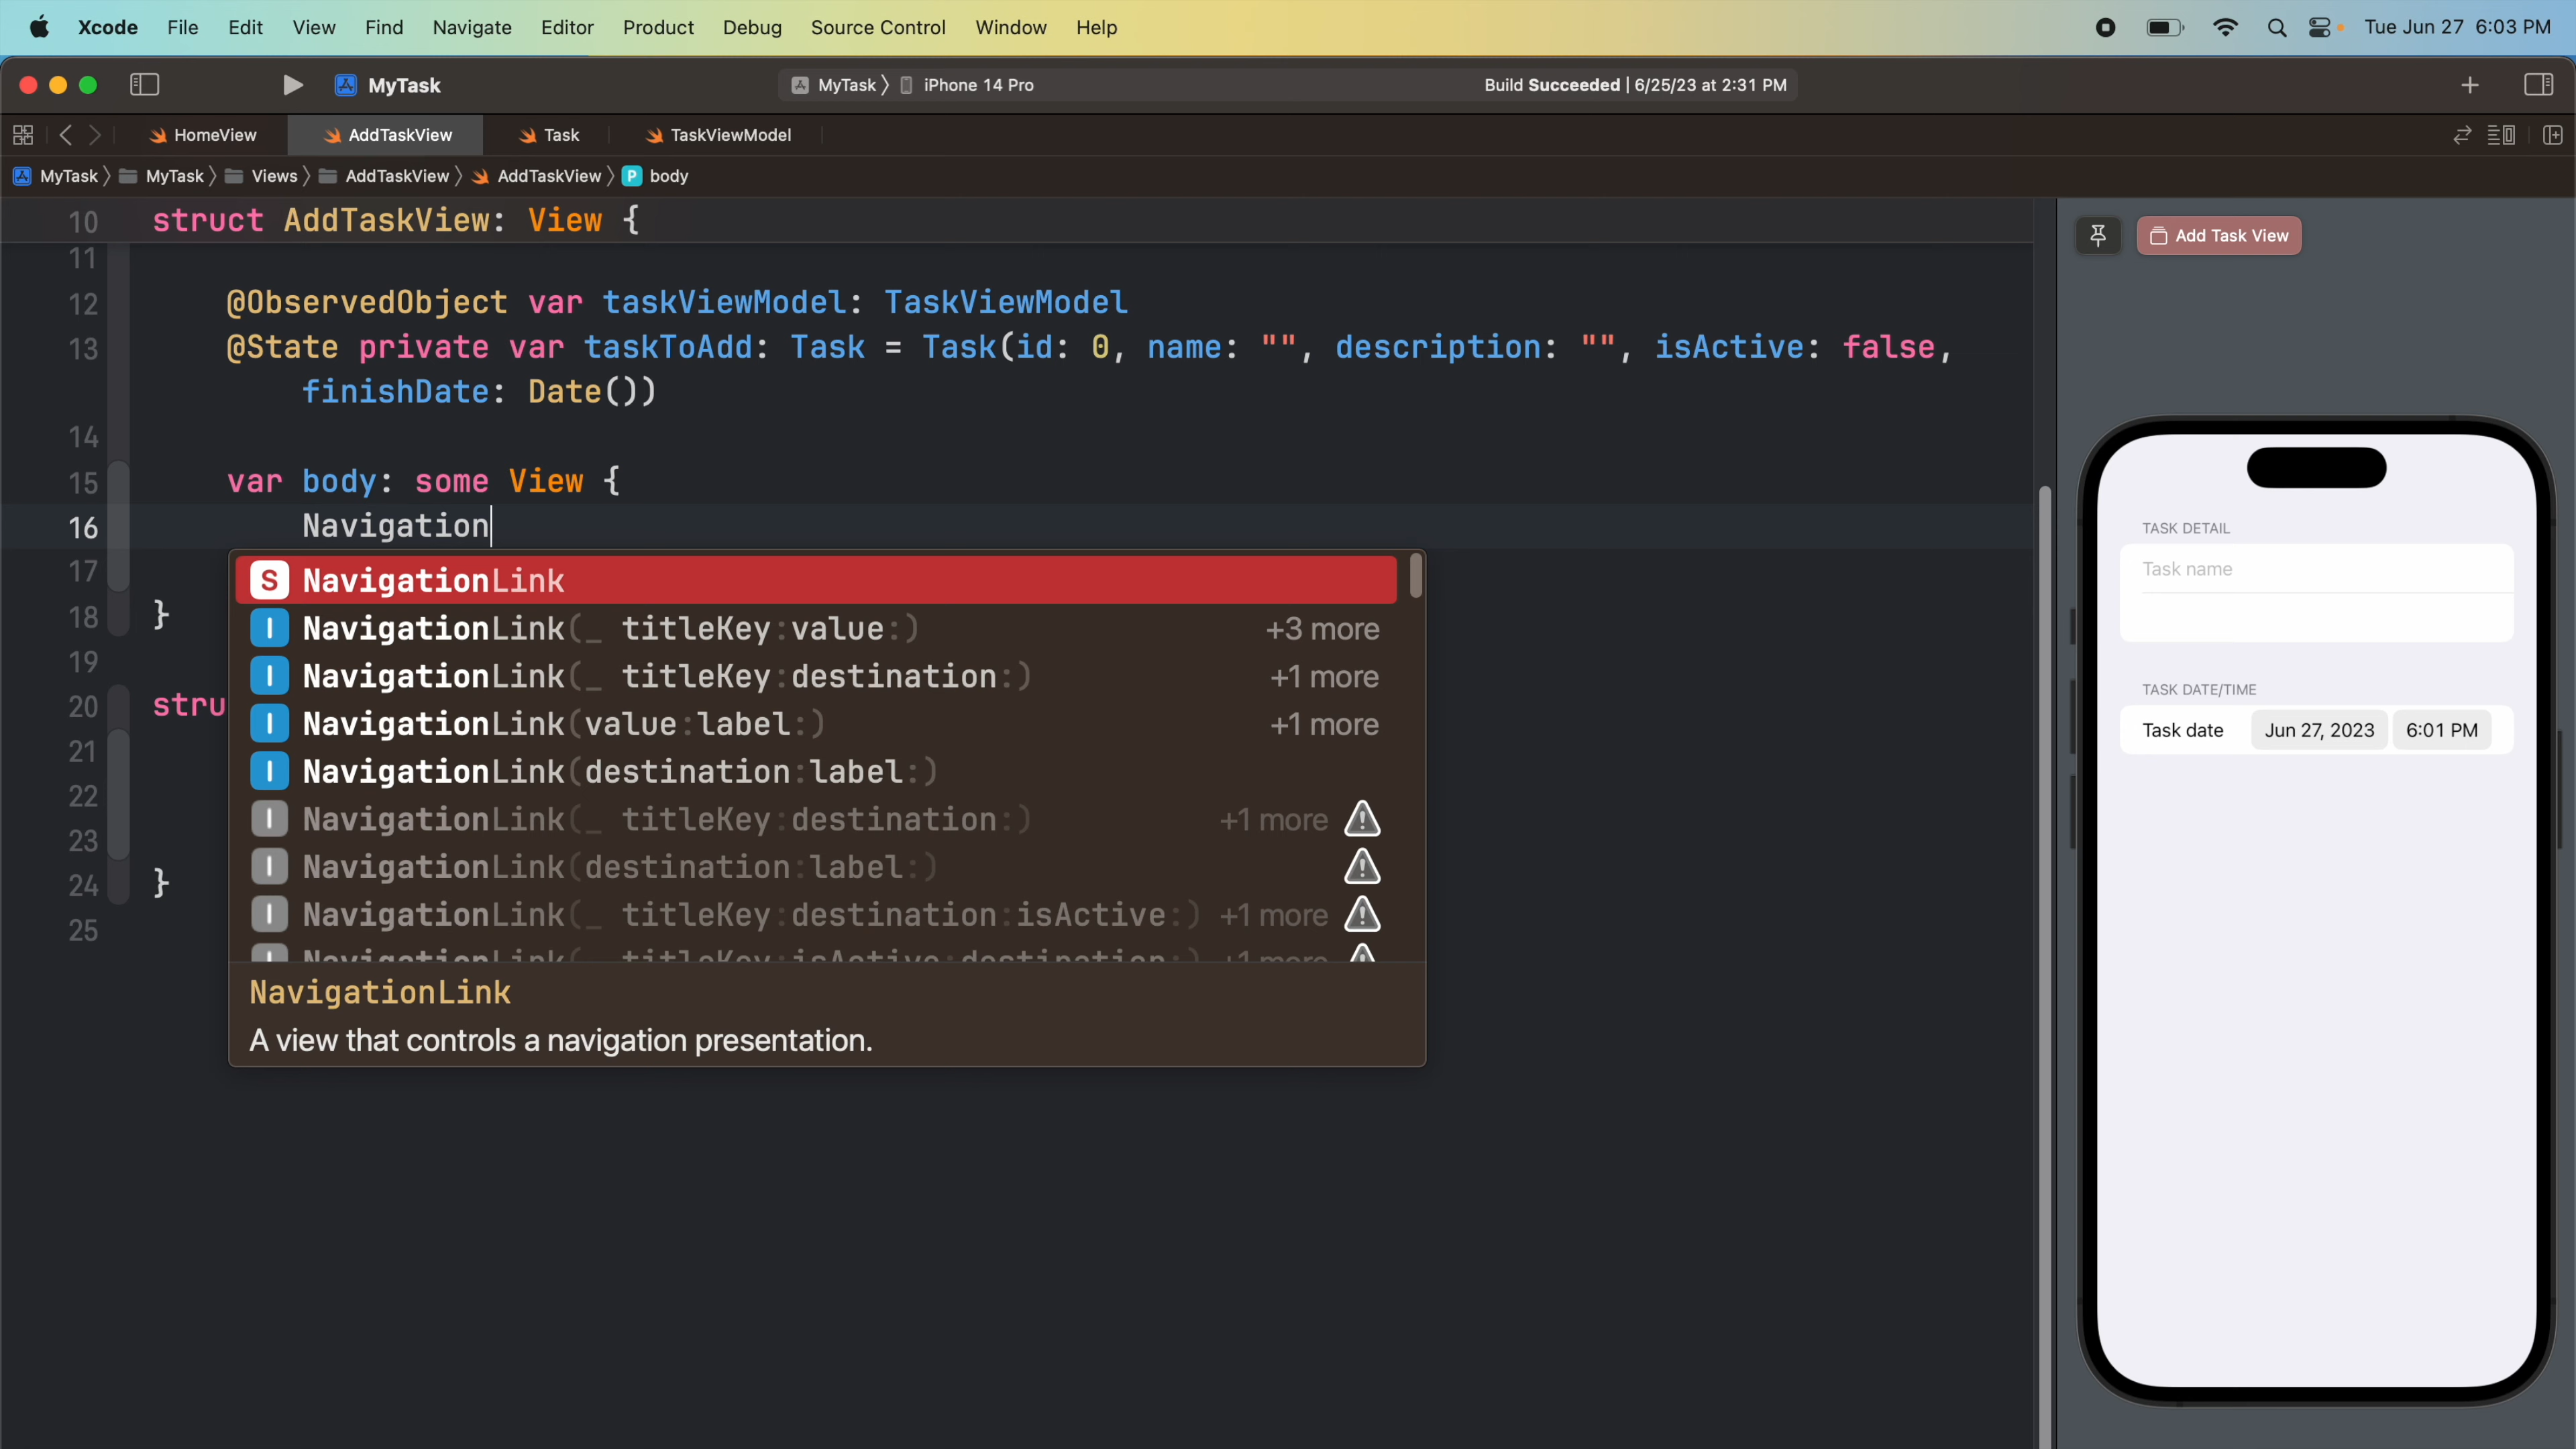 Xcode File Edit View Find Navigate Editor Product Debug Source Control Window Help Tue Jun 27 6:03 PM
MyTask MyTask iPhone 14 Pro Build Succeeded | 6/25/23 at 2:31 PM
HomeView AddTaskView Task TaskViewModel
MyTask MyTask Views AddTaskView AddTaskView P body
10 struct AddTaskView: View {
11
12 @ObservedObject var taskViewModel: TaskViewModel
13 @State private var taskToAdd: Task = Task(id: 0, name: "", description: "", isActive: false,
finishDate: Date())
14
15 var body: some View {
16 Navigation
17
18 }
19
20 stru
21
22
23
24 }
25
S NavigationLink
I NavigationLink(_ titleKey:value:) +3 more
I NavigationLink(_ titleKey:destination:) +1 more
I NavigationLink(value:label:) +1 more
I NavigationLink(destination:label:)
I NavigationLink(_ titleKey:destination:) +1 more
I NavigationLink(destination:label:)
I NavigationLink(_ titleKey:destination:isActive:) +1 more
I NavigationLink(_ titleKey:isActive:destination:) +1 more
NavigationLink
A view that controls a navigation presentation.
Add Task View
TASK DETAIL
Task name
TASK DATE/TIME
Task date Jun 27, 2023 6:01 PM